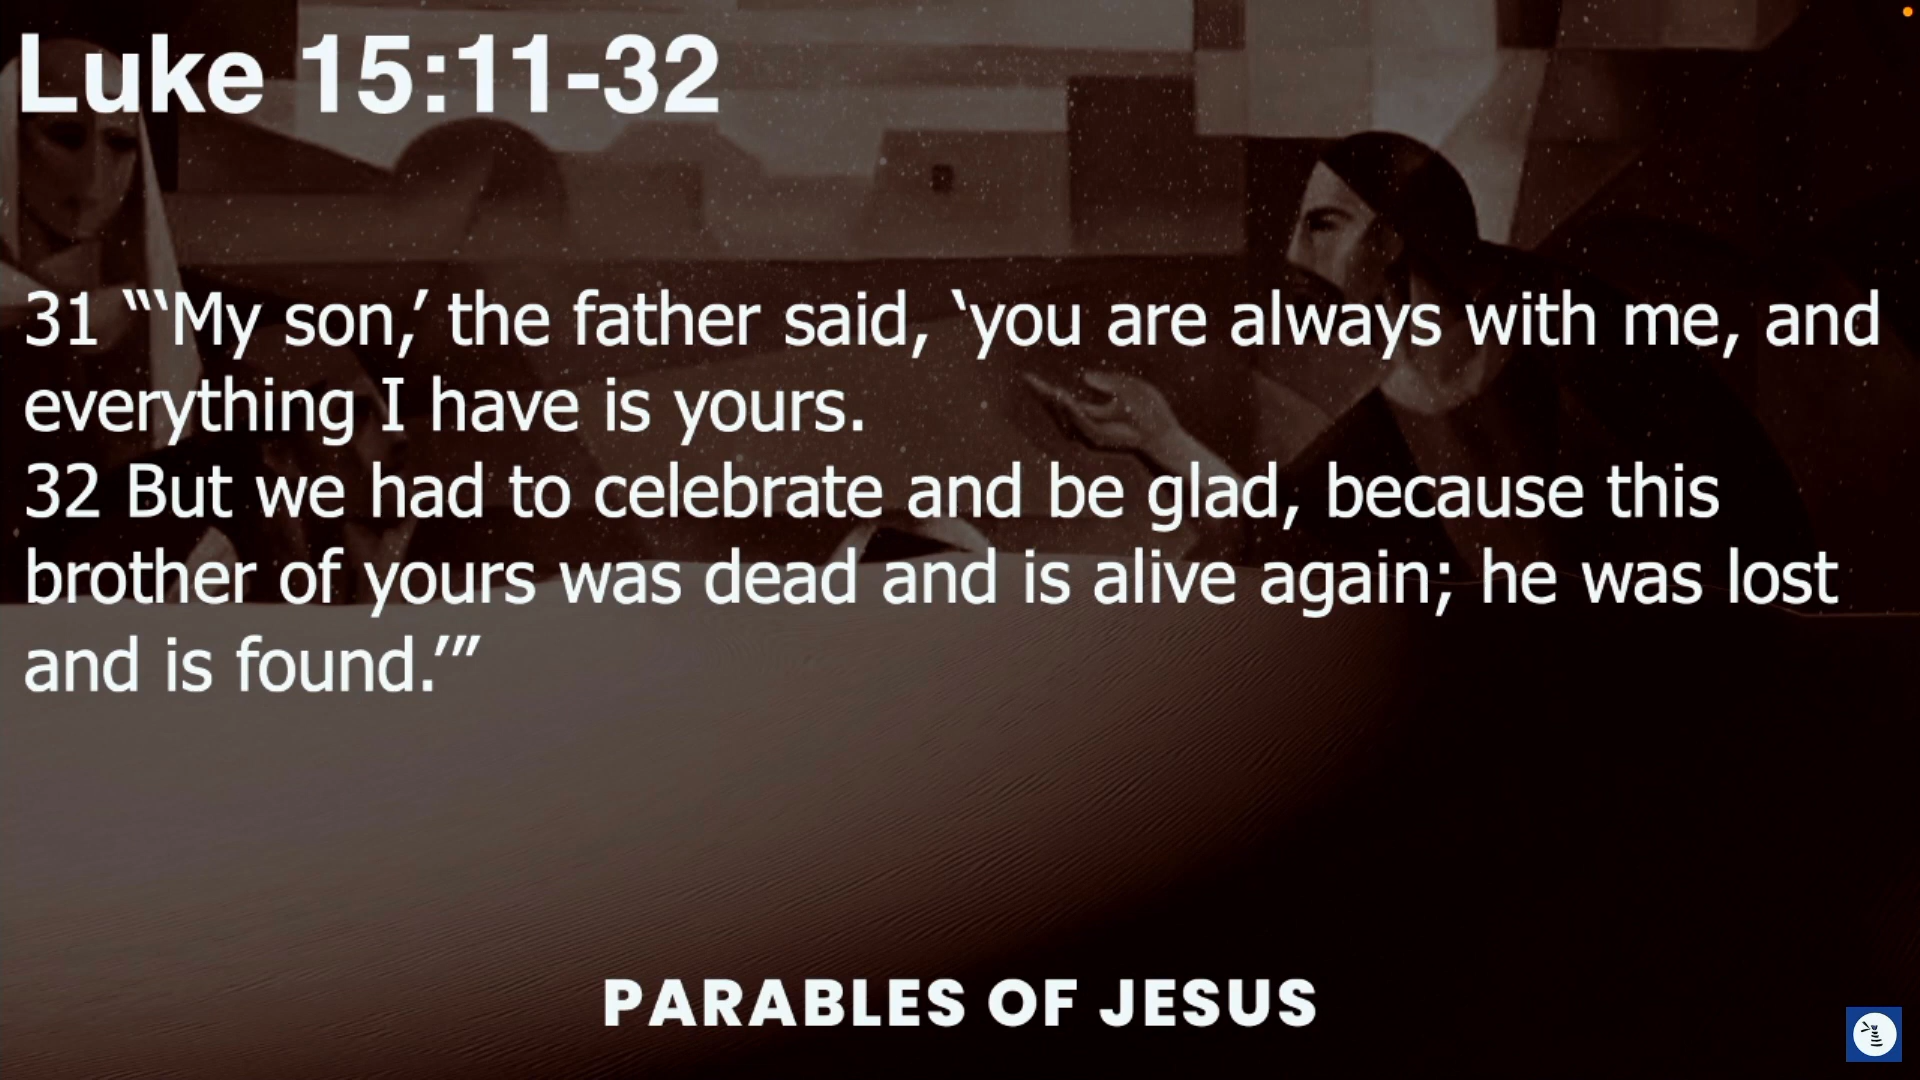 Luke 15:11-32
31 “‘My son,’ the father said, ‘you are always with me, and
everything I have is yours.
32 But we had to celebrate and be glad, because this
brother of yours was dead and is alive again; he was lost
and is found.’”
PARABLES OF JESUS